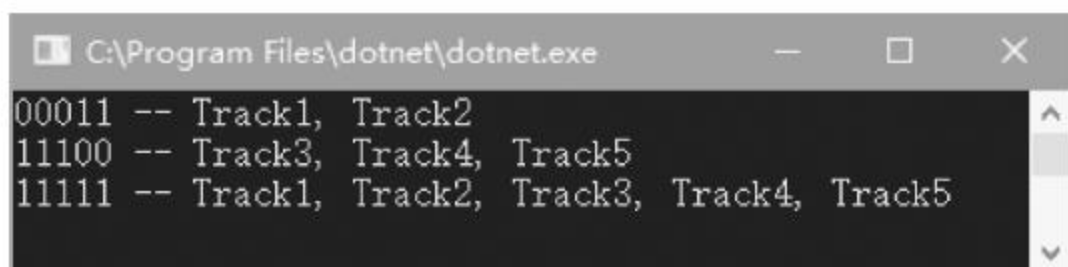 C:\Program Files\dotnet\dotnet.exe
00011 -- Track1, Track2
11100 -- Track3, Track4, Track5
11111 -- Track1, Track2, Track3, Track4, Track5